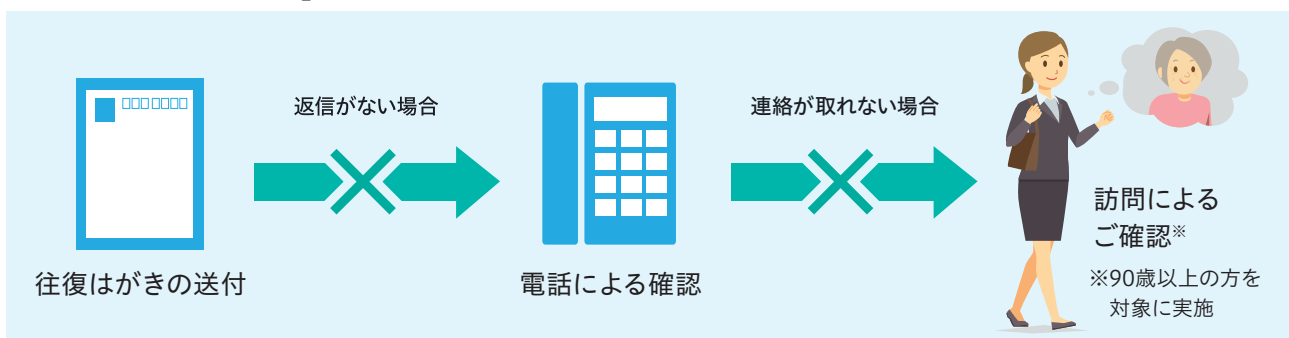 返信がない場合
連絡が取れない場合
往復はがきの送付
電話による確認
訪問による
ご確認※
※90歳以上の方を
対象に実施